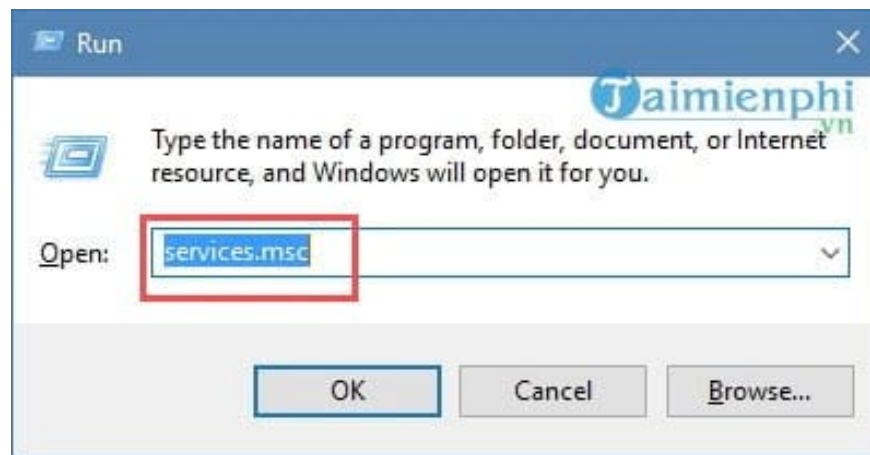 Run
Taimienphi
.vn
Type the name of a program, folder, document, or Internet
resource, and Windows will open it for you.
Open:
services.msc
OK
Cancel
Browse...